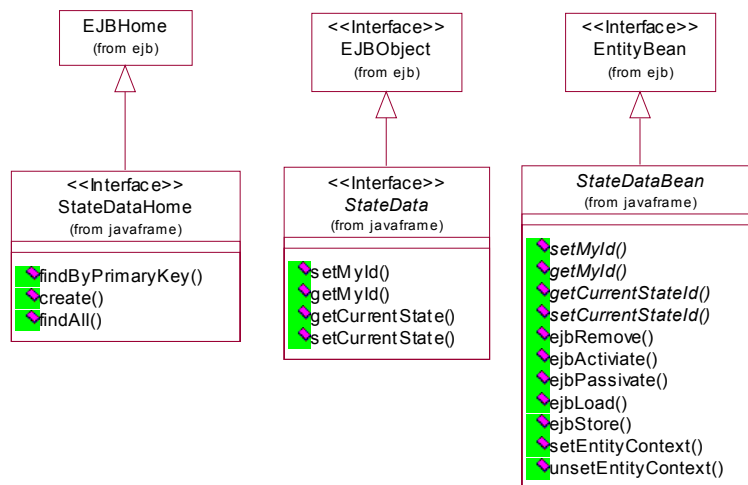 EJBHome
(from ejb)
<<Interface>>
EJBObject
(from ejb)
<<Interface>>
EntityBean
(from ejb)
<<Interface>>
StateDataHome
(from javaframe)
findByPrimaryKey()
create()
findAll()
<<Interface>>
StateData
(from javaframe)
setMyId()
getMyId()
getCurrentState()
setCurrentState()
StateDataBean
(from javaframe)
setMyId()
getMyId()
getCurrentStateId()
setCurrentStateId()
ejbRemove()
ejbActiviate()
ejbPassivate()
ejbLoad()
ejbStore()
setEntityContext()
unsetEntityContext()